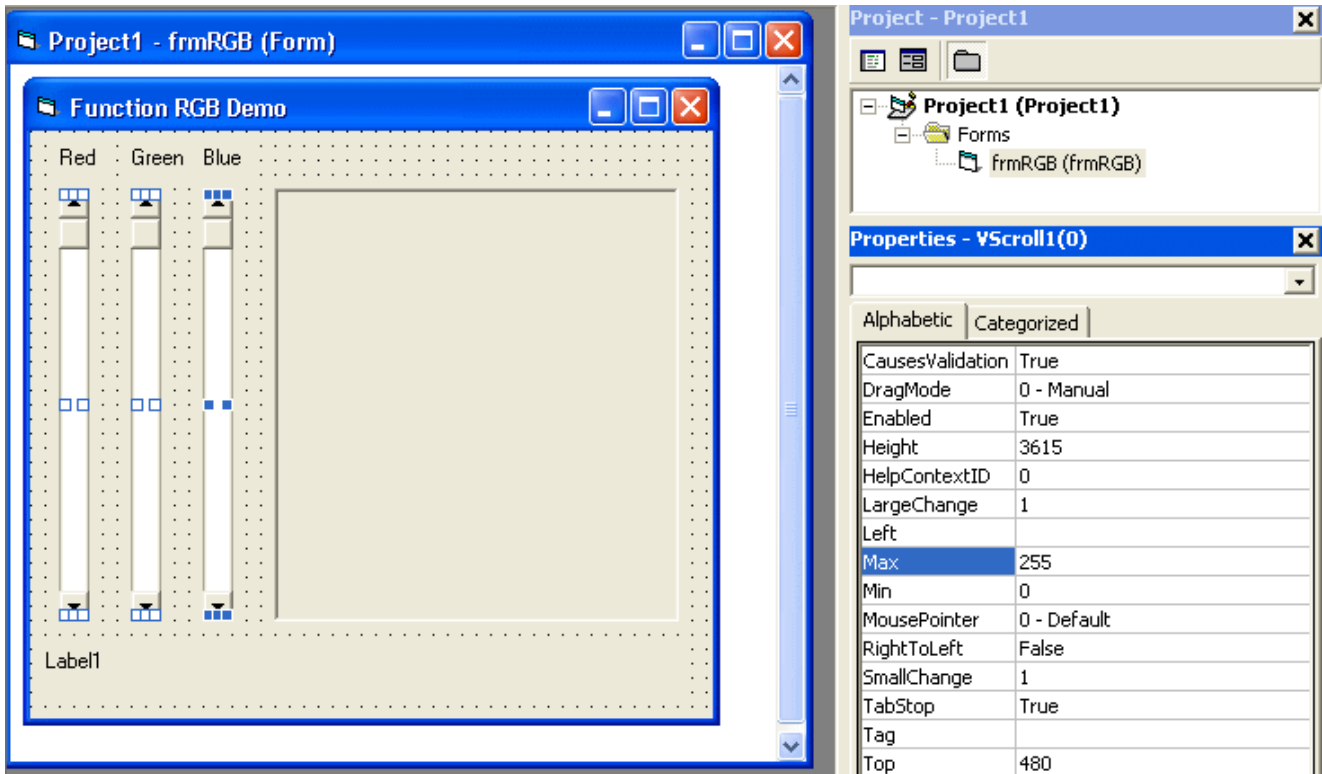 Project1 - frmRGB (Form)
Function RGB Demo
Red Green Blue
Label1
Project - Project1
Project1 (Project1)
Forms
frmRGB (frmRGB)
Properties - VScroll1(0)
Alphabetic Categorized
CausesValidation True
DragMode 0 - Manual
Enabled True
Height 3615
HelpContextID 0
LargeChange 1
Left
Max 255
Min 0
MousePointer 0 - Default
RightToLeft False
SmallChange 1
TabStop True
Tag
Top 480